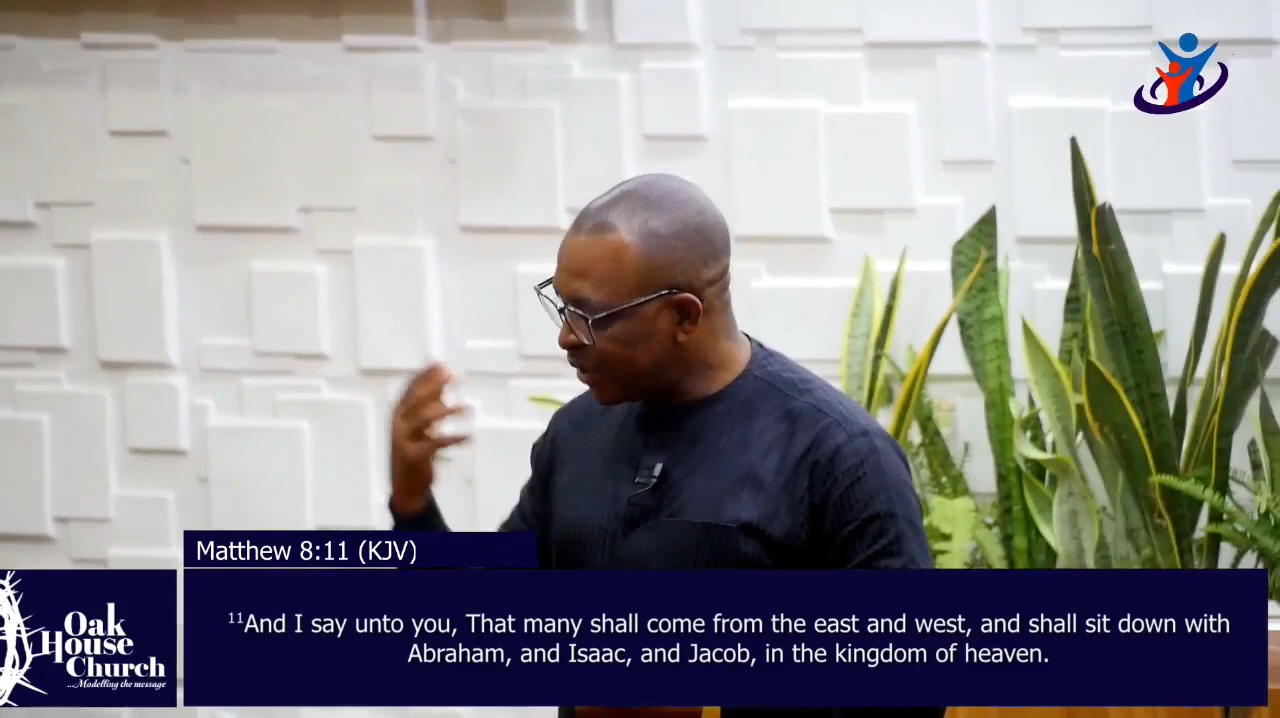 Matthew 8:11 (KJV)
11And I say unto you, That many shall come from the east and west, and shall sit down with
Abraham, and Isaac, and Jacob, in the kingdom of heaven.
Oak
House
Church
...Modelling the message